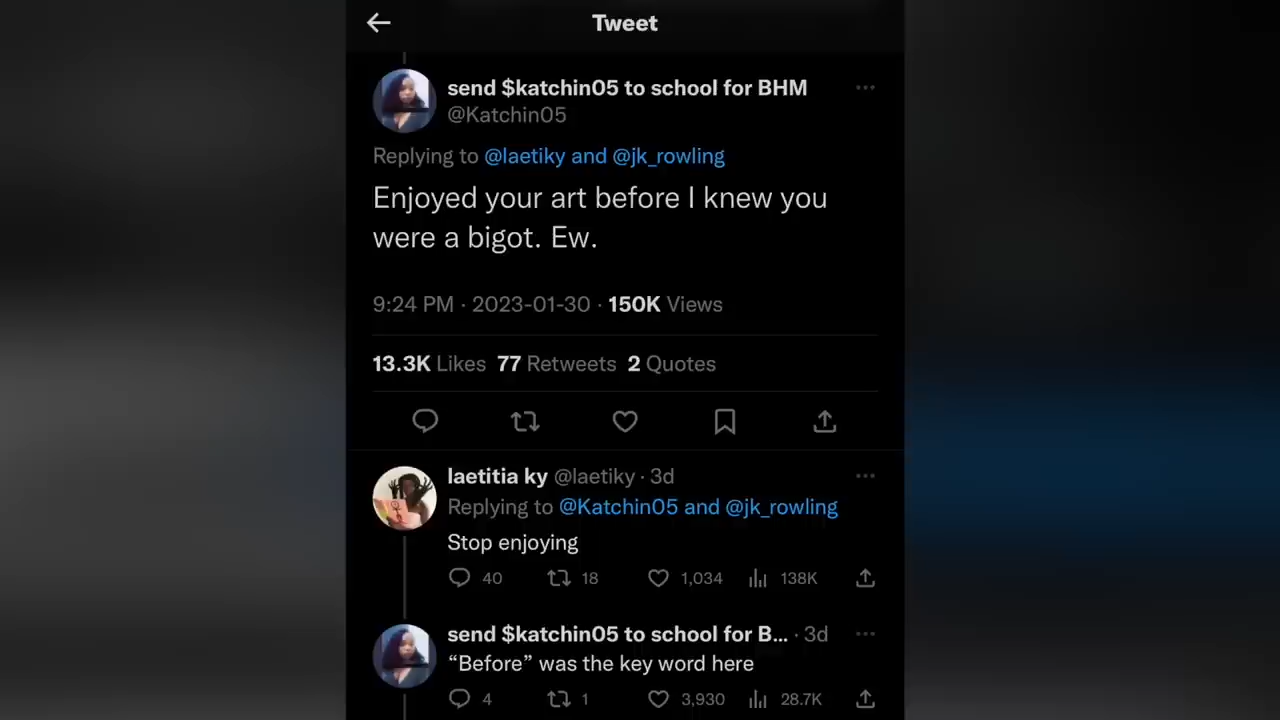 Tweet
send $katchin05 to school for BHM
@Katchin05
Replying to @laetiky and @jk_rowling
Enjoyed your art before I knew you
were a bigot. Ew.
9:24 PM · 2023-01-30 · 150K Views
13.3K Likes 77 Retweets 2 Quotes
laetitia ky @laetiky · 3d
Replying to @Katchin05 and @jk_rowling
Stop enjoying
40 18 1,034 138K
send $katchin05 to school for B... · 3d
“Before” was the key word here
4 1 3,930 28.7K